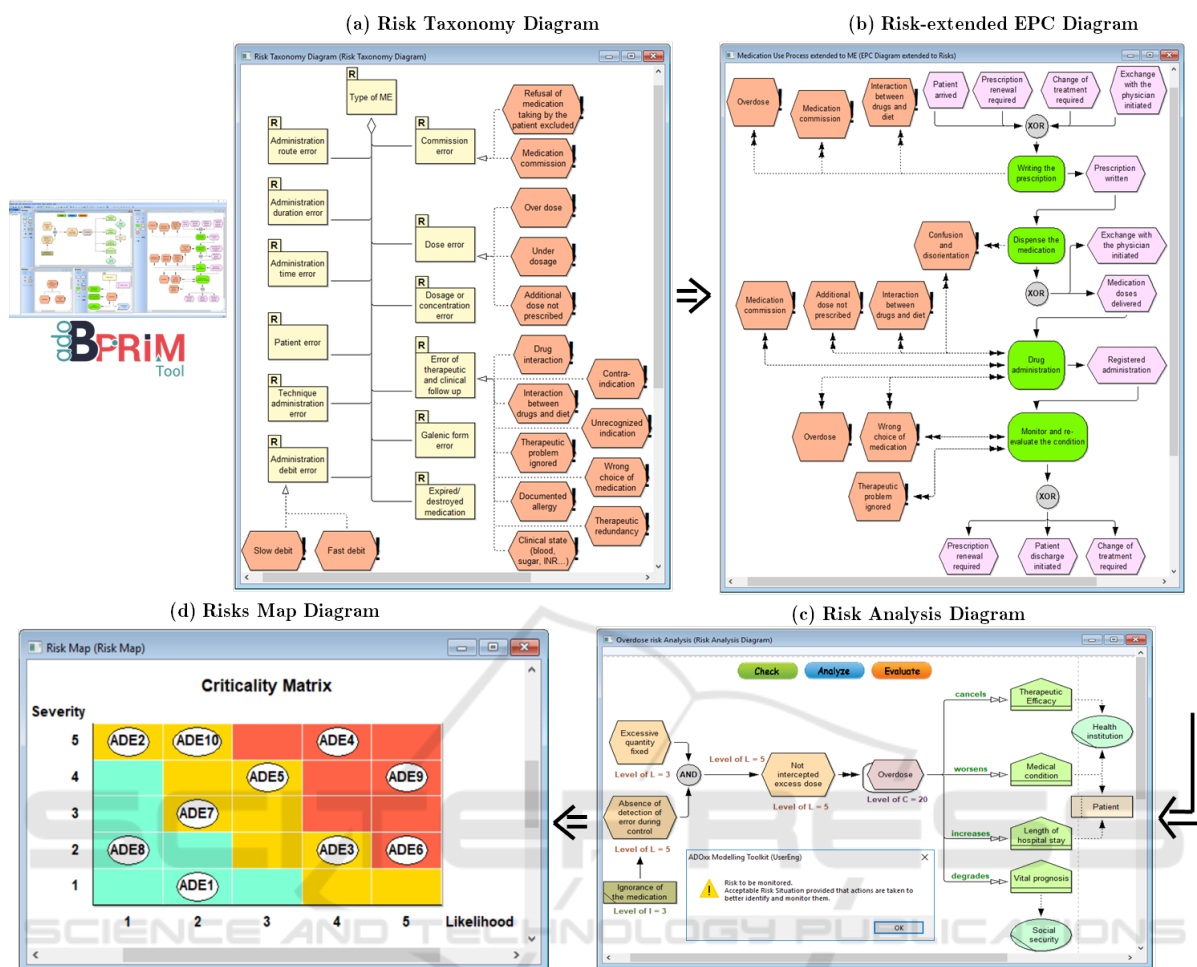 (a) Risk Taxonomy Diagram
(b) Risk-extended EPC Diagram
Risk Taxonomy Diagram (Risk Taxonomy Diagram)
R
Type of ME
R
Administration
route error
R
Administration
duration error
R
Administration
time error
R
Patient error
R
Technique
administration
error
R
Administration
debit error
Slow debit
Fast debit
R
Commission
error
R
Dose error
R
Dosage or
concentration
error
R
Error of
therapeutic
and clinical
follow up
R
Galenic form
error
R
Expired/
destroyed
medication
Refusal of
medication
taking by the
patient excluded
Medication
commission
Over dose
Under
dosage
Additional
dose not
prescribed
Drug
interaction
Contra-
indication
Interaction
between
drugs and diet
Unrecognized
indication
Therapeutic
problem
ignored
Wrong
choice of
medication
Documented
allergy
Therapeutic
redundancy
Clinical state
(blood,
sugar, INR...)
Medication Use Process extended to ME (EPC Diagram extended to Risks)
Overdose
Medication
commission
Interaction
between
drugs and
diet
Patient
arrived
Prescription
renewal
required
Change of
treatment
required
Exchange
with the
physician
initiated
XOR
Writing the
prescription
Prescription
written
Confusion
and
disorientation
Dispense the
medication
Exchange with
the physician
initiated
XOR
Medication
doses
delivered
Medication
commission
Additional
dose not
prescribed
Interaction
between
drugs and diet
Drug
administration
Registered
administration
Overdose
Wrong
choice of
medication
Monitor and re-
evaluate the condition
Therapeutic
problem
ignored
XOR
Prescription
renewal
required
Patient
discharge
initiated
Change of
treatment
required
ado
BPRiM
Tool
(d) Risks Map Diagram
(c) Risk Analysis Diagram
Risk Map (Risk Map)
Criticality Matrix
Severity
5 ADE2 ADE10 ADE4
4 ADE5 ADE9
3 ADE7
2 ADE8 ADE3 ADE6
1 ADE1
1 2 3 4 5 Likelihood
Overdose risk Analysis (Risk Analysis Diagram)
Check Analyze Evaluate
Excessive
quantity
fixed
Level of L = 3
AND
Level of L = 5
Not
intercepted
excess dose
Level of L = 5
Overdose
Level of C = 20
Absence of
detection of
error during
control
Level of L = 5
Ignorance of
the medication
Level of I = 3
cancels
Therapeutic
Efficacy
worsens
Medical
condition
increases
Length of
hospital stay
degrades
Vital prognosis
Health
institution
Patient
Social
security
ADOxx Modelling Toolkit (UserEng)
Risk to be monitored.
Acceptable Risk Situation provided that actions are taken to
better identify and monitor them.
OK
SCITEPRESS
SCIENCE AND TECHNOLOGY PUBLICATIONS